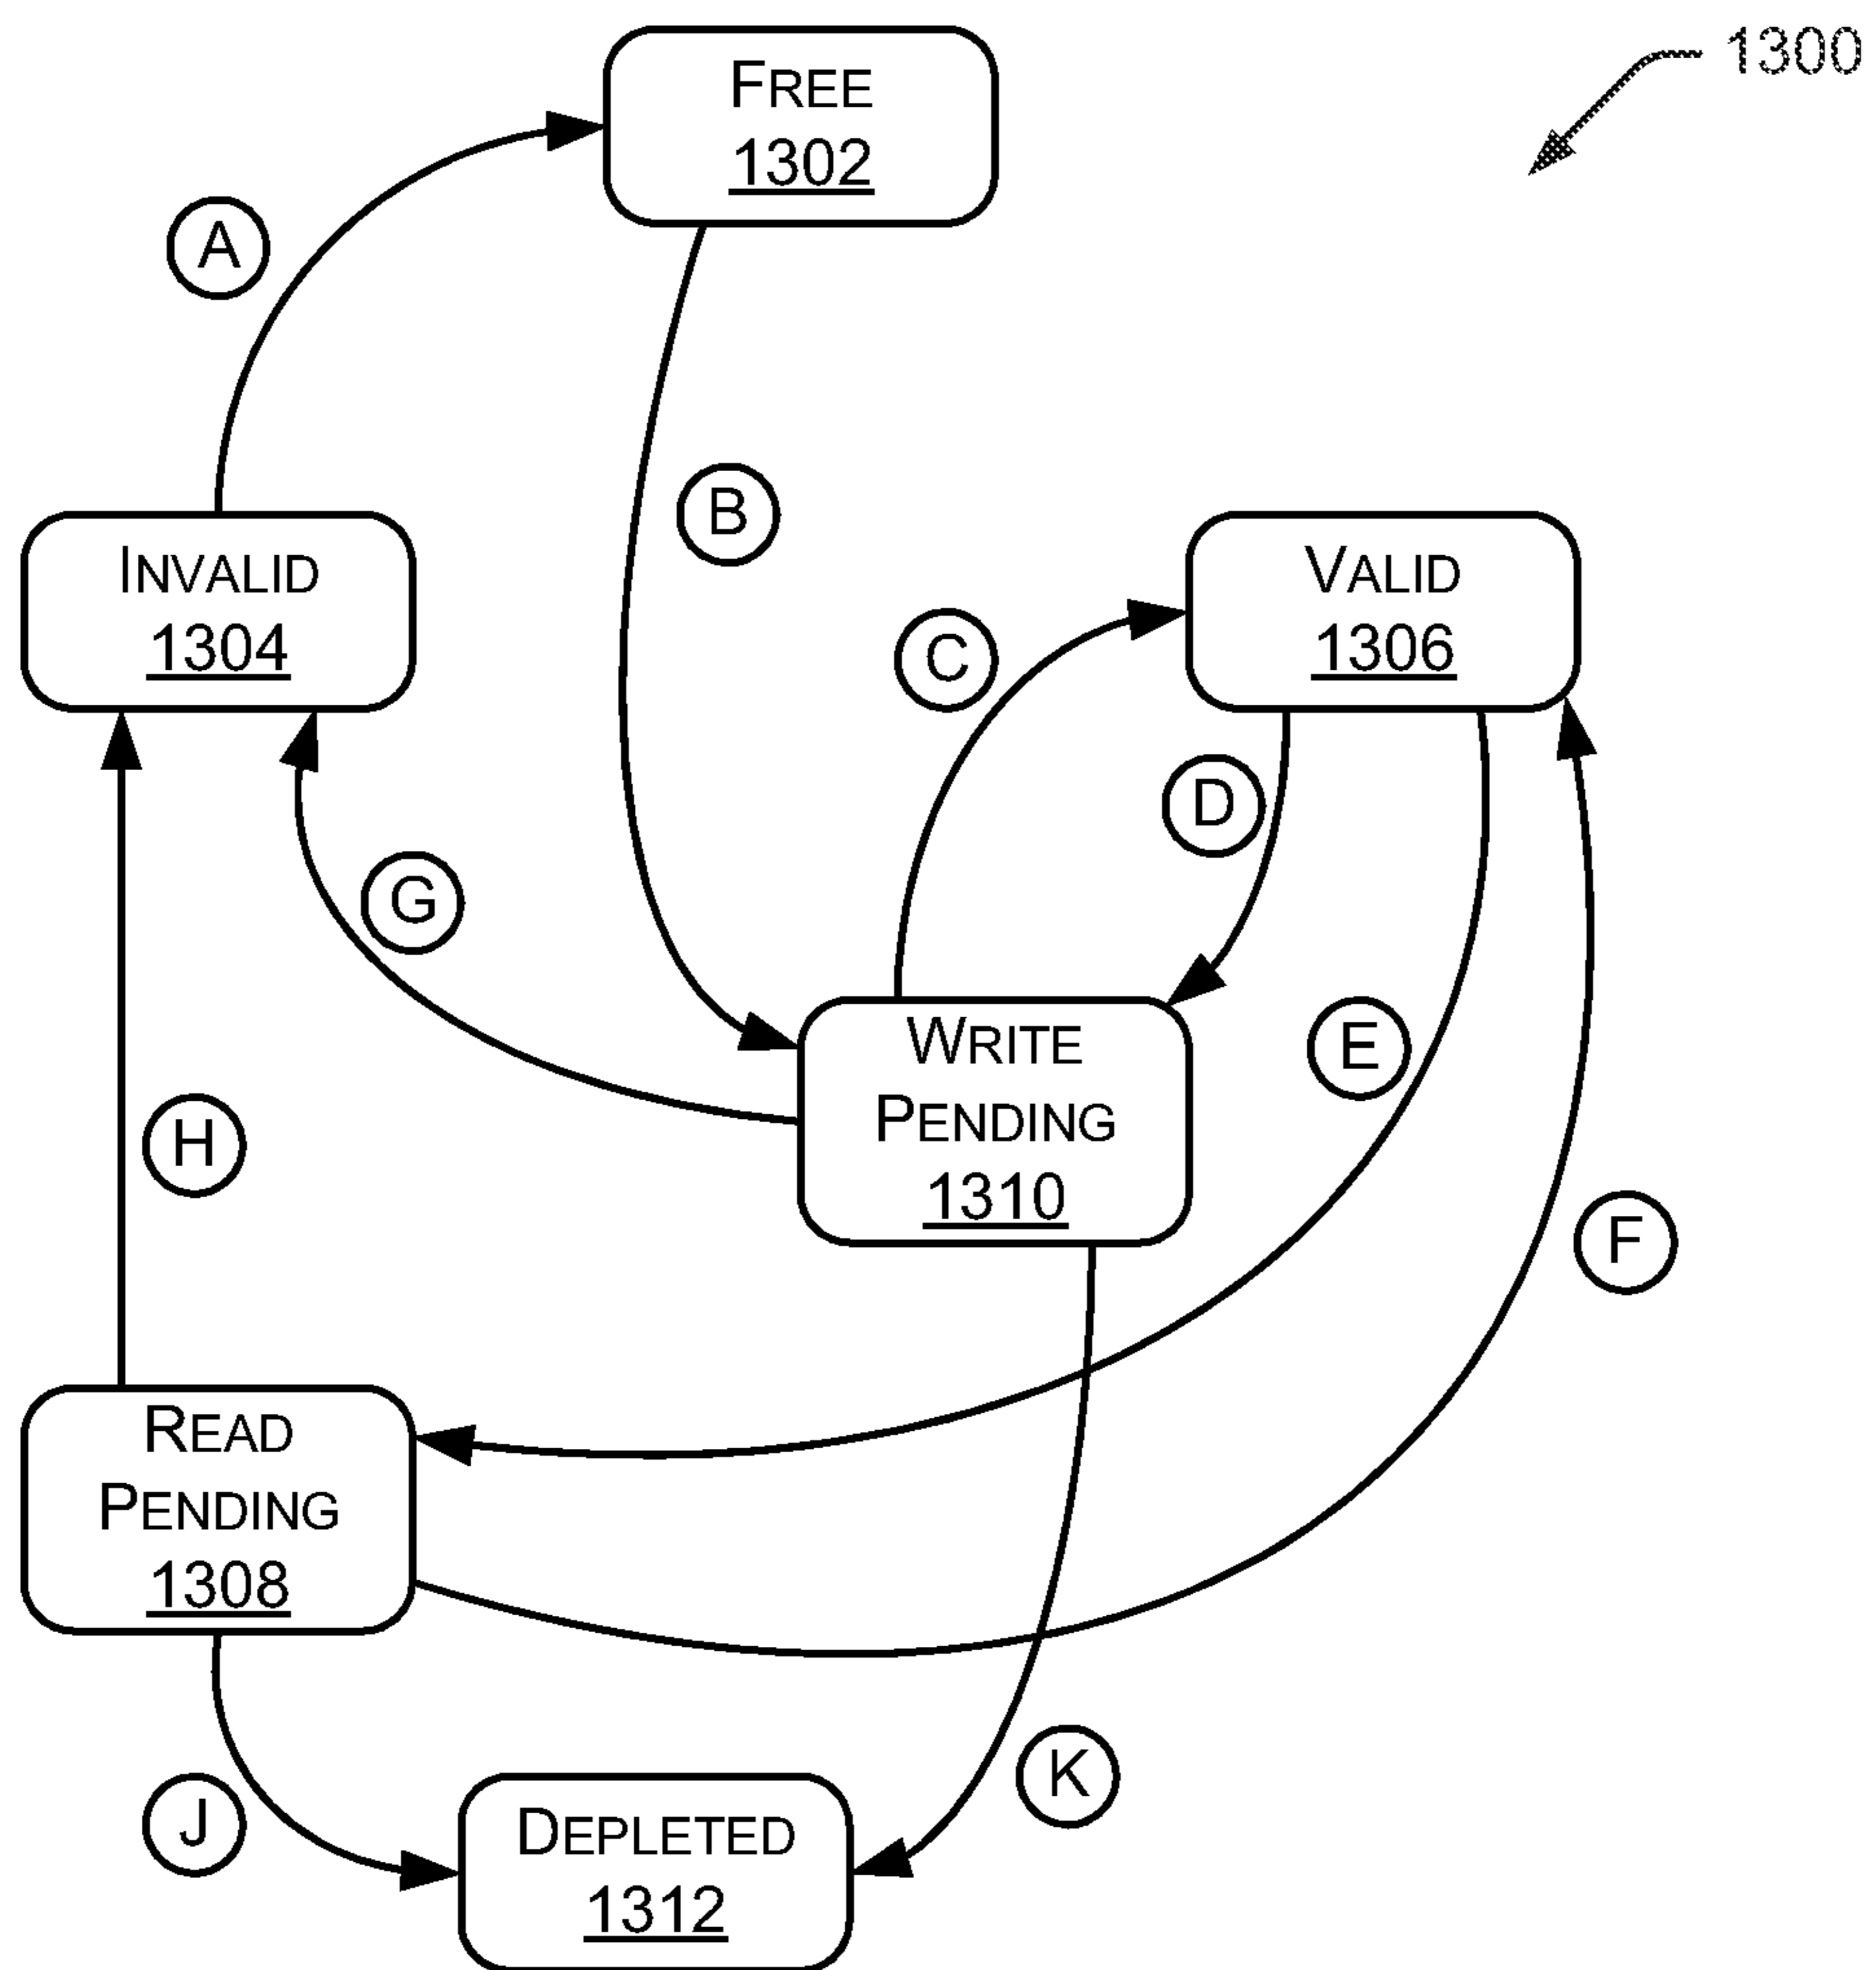 1300
FREE
1302
A
B
INVALID
1304
VALID
1306
C
D
G
WRITE
PENDING
1310
E
H
F
READ
PENDING
1308
K
J
DEPLETED
1312